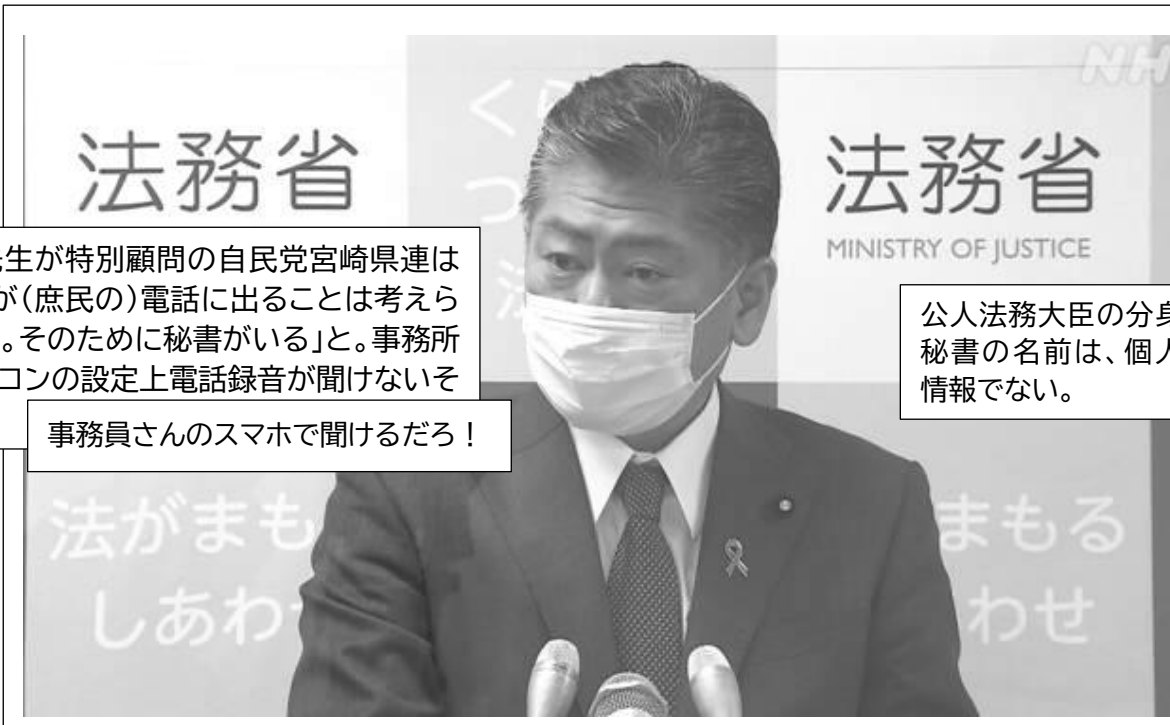 NH
法務省
法務省
MINISTRY OF JUSTICE
先生が特別顧問の自民党宮崎県連は
が(庶民の)電話に出ることは考えら
。そのために秘書がいる」と。事務所
コンの設定上電話録音が聞けないそ
事務員さんのスマホで聞けるだろ！
公人法務大臣の分身
秘書の名前は、個人
情報でない。
法がまも
しあわ
まもる
わせ